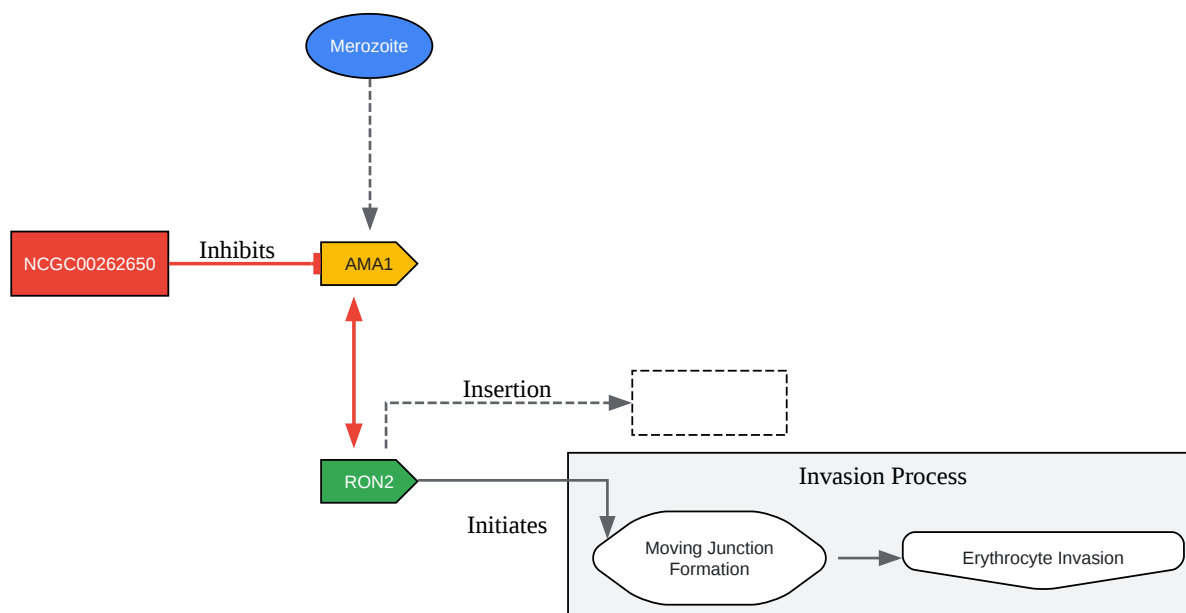 Merozoite
Inhibits
NCGC00262650
AMA1
Insertion
RON2
Invasion Process
Initiates
Moving Junction
Formation
Erythrocyte Invasion